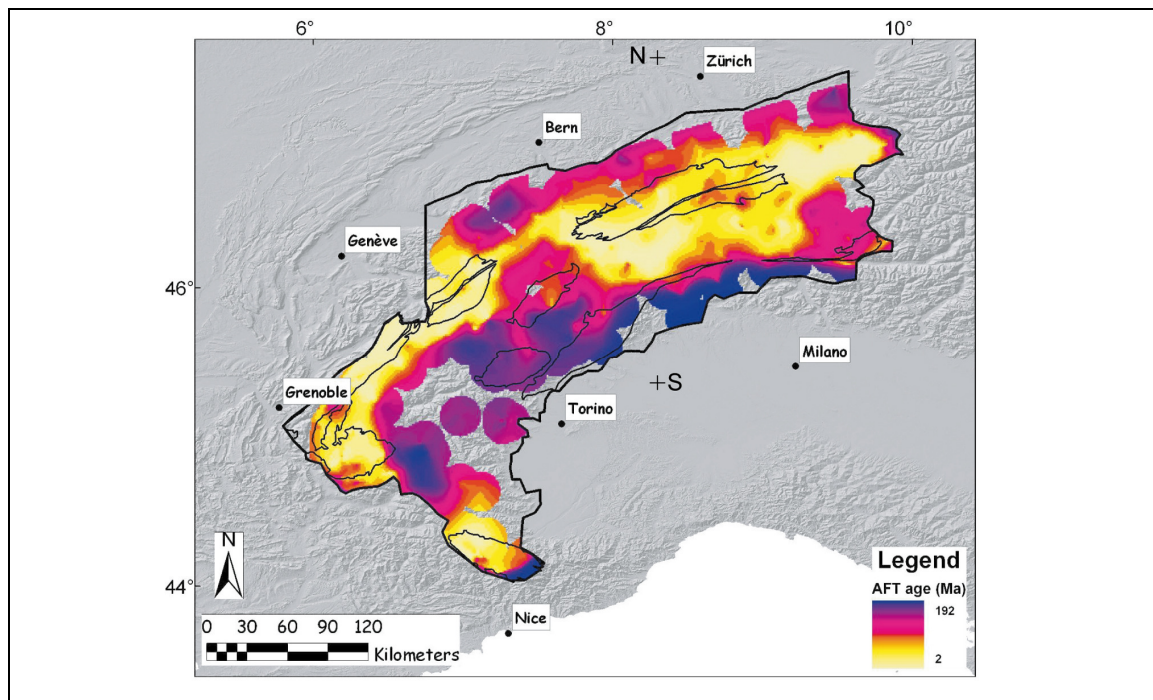 6° 8° 10°
N+
Zürich
Bern
Genève
46°
Milano
Grenoble
+S
Torino
N
44°
Legend
AFT age (Ma)
192
2
Nice
0 30 60 90 120
Kilometers